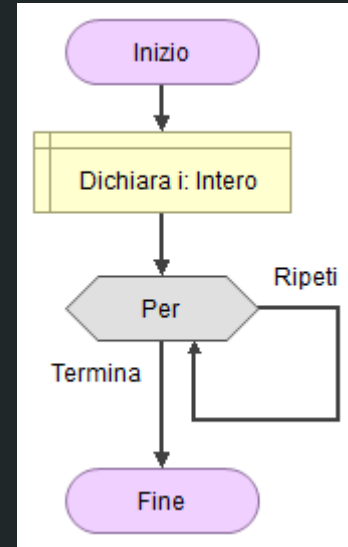 Inizio
Dichiara i: Intero
Ripeti
Per
Termina
Fine